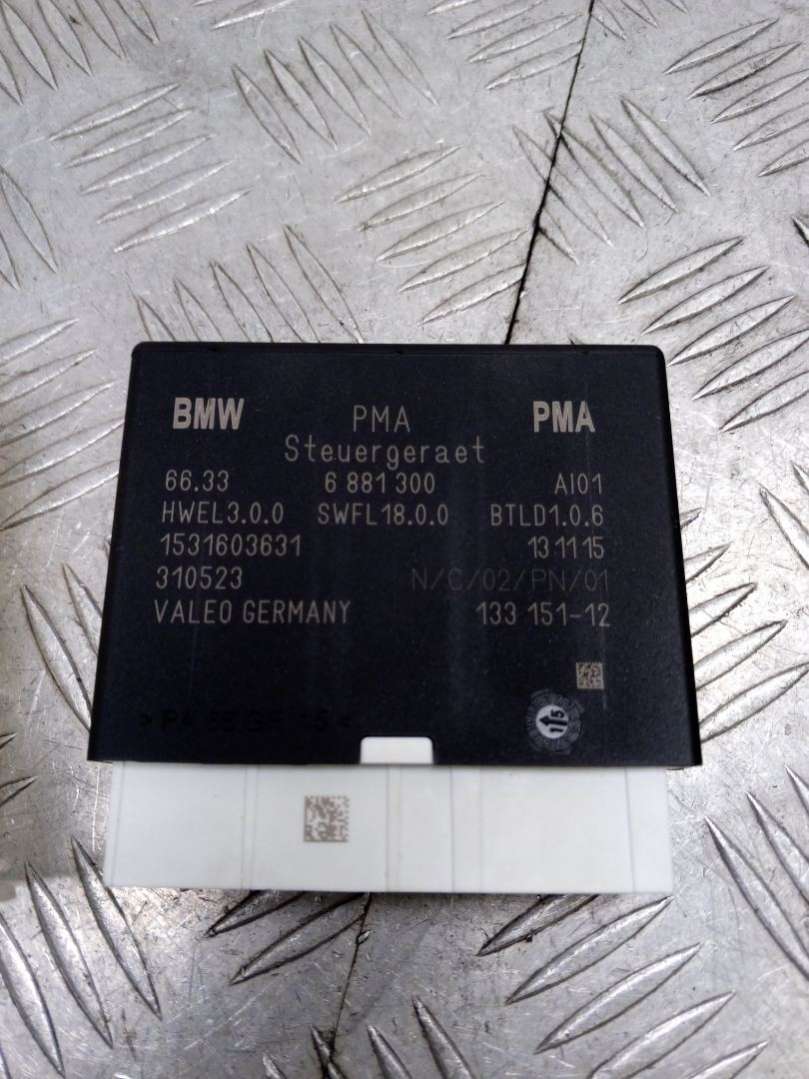 BMW PMA PMA
Steuergeraet
66.33 6 881 300 AI01
HWEL3.0.0 SWFL18.0.0 BTLD1.0.6
1531603631 13 11 15
310523 N/C/02/PN/01
VALEO GERMANY 133 151-12
15